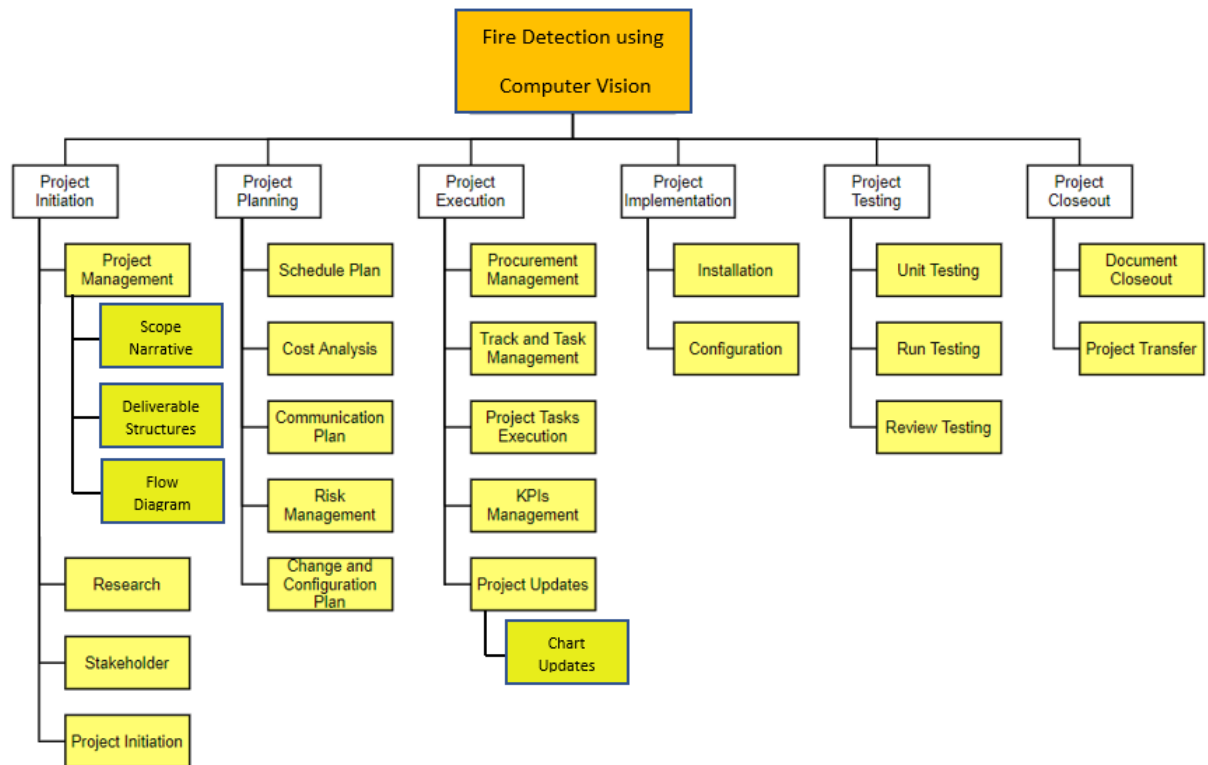 Fire Detection using
Computer Vision
Project
Initiation
Project
Planning
Project
Execution
Project
Implementation
Project
Testing
Project
Closeout
Project
Management
Scope
Narrative
Deliverable
Structures
Flow
Diagram
Research
Stakeholder
Project Initiation
Schedule Plan
Cost Analysis
Communication
Plan
Risk
Management
Change and
Configuration
Plan
Procurement
Management
Track and Task
Management
Project Tasks
Execution
KPIs
Management
Project Updates
Chart
Updates
Installation
Configuration
Unit Testing
Run Testing
Review Testing
Document
Closeout
Project Transfer